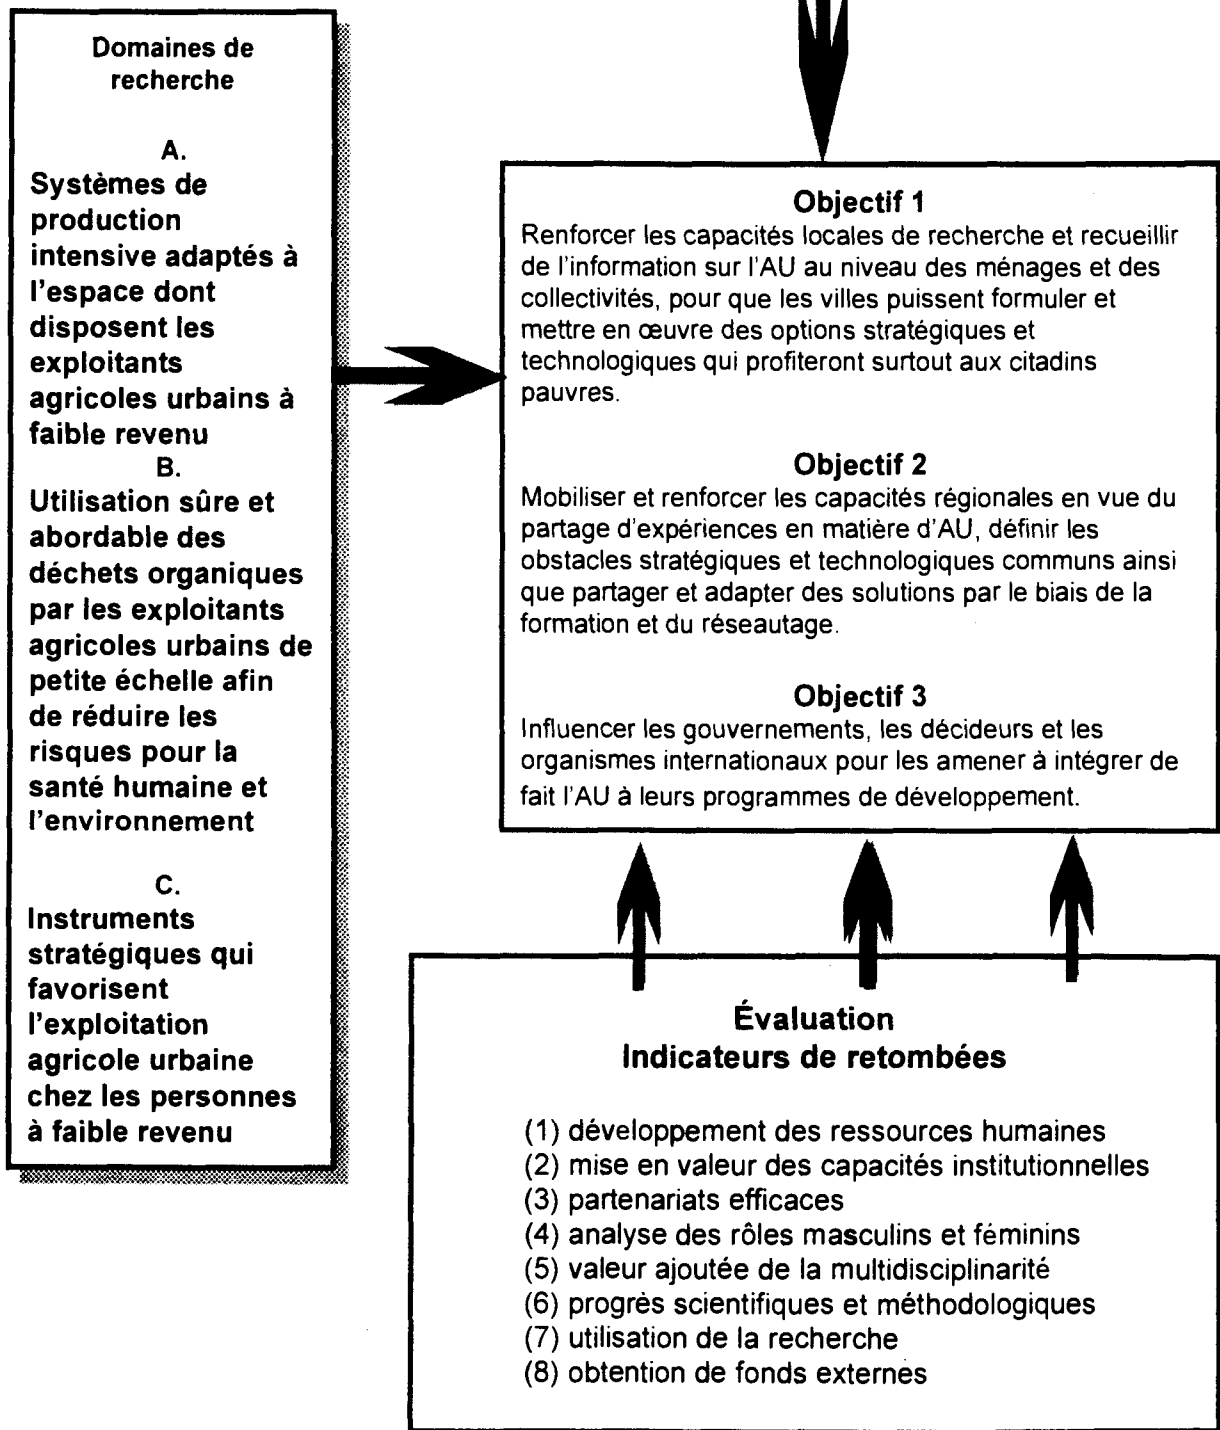 Domaines de
recherche
A.
Systèmes de
production
intensive adaptés à
l'espace dont
disposent les
exploitants
agricoles urbains à
faible revenu
B.
Utilisation sûre et
abordable des
déchets organiques
par les exploitants
agricoles urbains de
petite échelle afin
de réduire les
risques pour la
santé humaine et
l'environnement
C.
Instruments
stratégiques qui
favorisent
l'exploitation
agricole urbaine
chez les personnes
à faible revenu
Objectif 1
Renforcer les capacités locales de recherche et recueillir
de l'information sur l'AU au niveau des ménages et des
collectivités, pour que les villes puissent formuler et
mettre en œuvre des options stratégiques et
technologiques qui profiteront surtout aux citadins
pauvres.
Objectif 2
Mobiliser et renforcer les capacités régionales en vue du
partage d'expériences en matière d'AU, définir les
obstacles stratégiques et technologiques communs ainsi
que partager et adapter des solutions par le biais de la
formation et du réseautage.
Objectif 3
Influencer les gouvernements, les décideurs et les
organismes internationaux pour les amener à intégrer de
fait l'AU à leurs programmes de développement.
Évaluation
Indicateurs de retombées
(1) développement des ressources humaines
(2) mise en valeur des capacités institutionnelles
(3) partenariats efficaces
(4) analyse des rôles masculins et féminins
(5) valeur ajoutée de la multidisciplinarité
(6) progrès scientifiques et méthodologiques
(7) utilisation de la recherche
(8) obtention de fonds externes